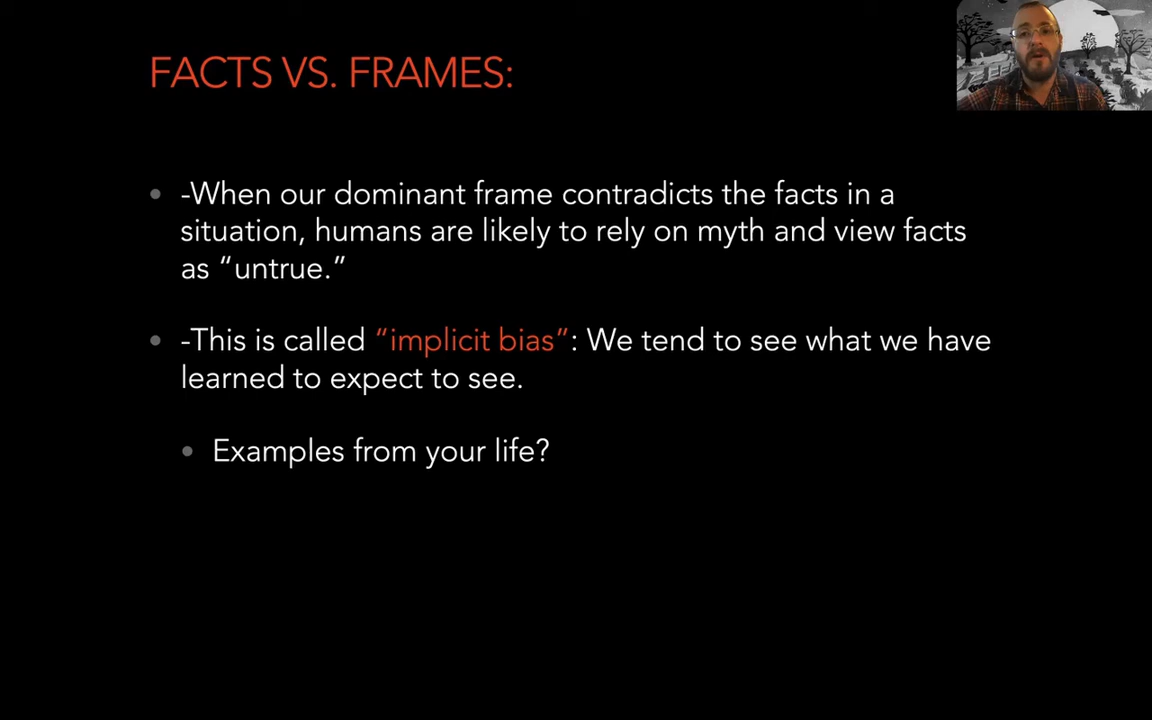 FACTS VS. FRAMES:
-When our dominant frame contradicts the facts in a
situation, humans are likely to rely on myth and view facts
as “untrue.”
-This is called “implicit bias”: We tend to see what we have
learned to expect to see.
Examples from your life?